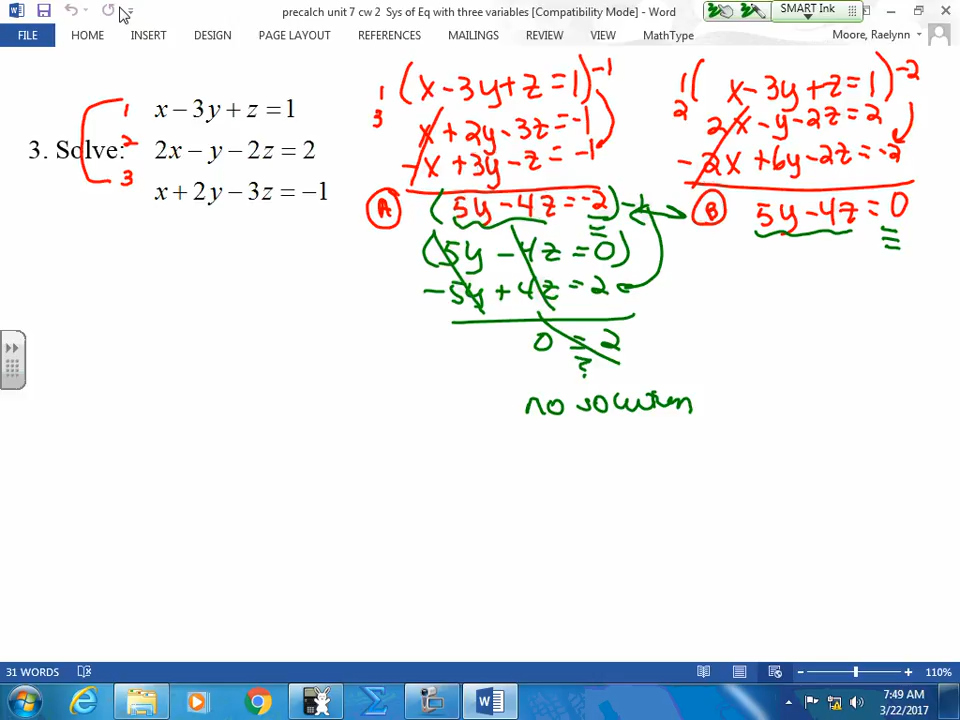 precalch unit 7 cw 2 Sys of Eq with three variables [Compatibility Mode] - Word
SMART Ink
FILE HOME INSERT DESIGN PAGE LAYOUT REFERENCES MAILINGS REVIEW VIEW MathType Moore, Raelynn
3. Solve:
1 x − 3y + z = 1
2 2x − y − 2z = 2
3 x + 2y − 3z = −1
1 (x - 3y + z = 1) -1
3 x + 2y - 3z = -1
-x + 3y - z = -1
A (5y - 4z = -2) -1
(5y - 4z = 0)
-5y + 4z = 2
0 = 2
?
no solution
1 (x - 3y + z = 1) -2
2 2x - y - 2z = 2
-2x + 6y - 2z = -2
B 5y - 4z = 0
31 WORDS
110%
7:49 AM
3/22/2017